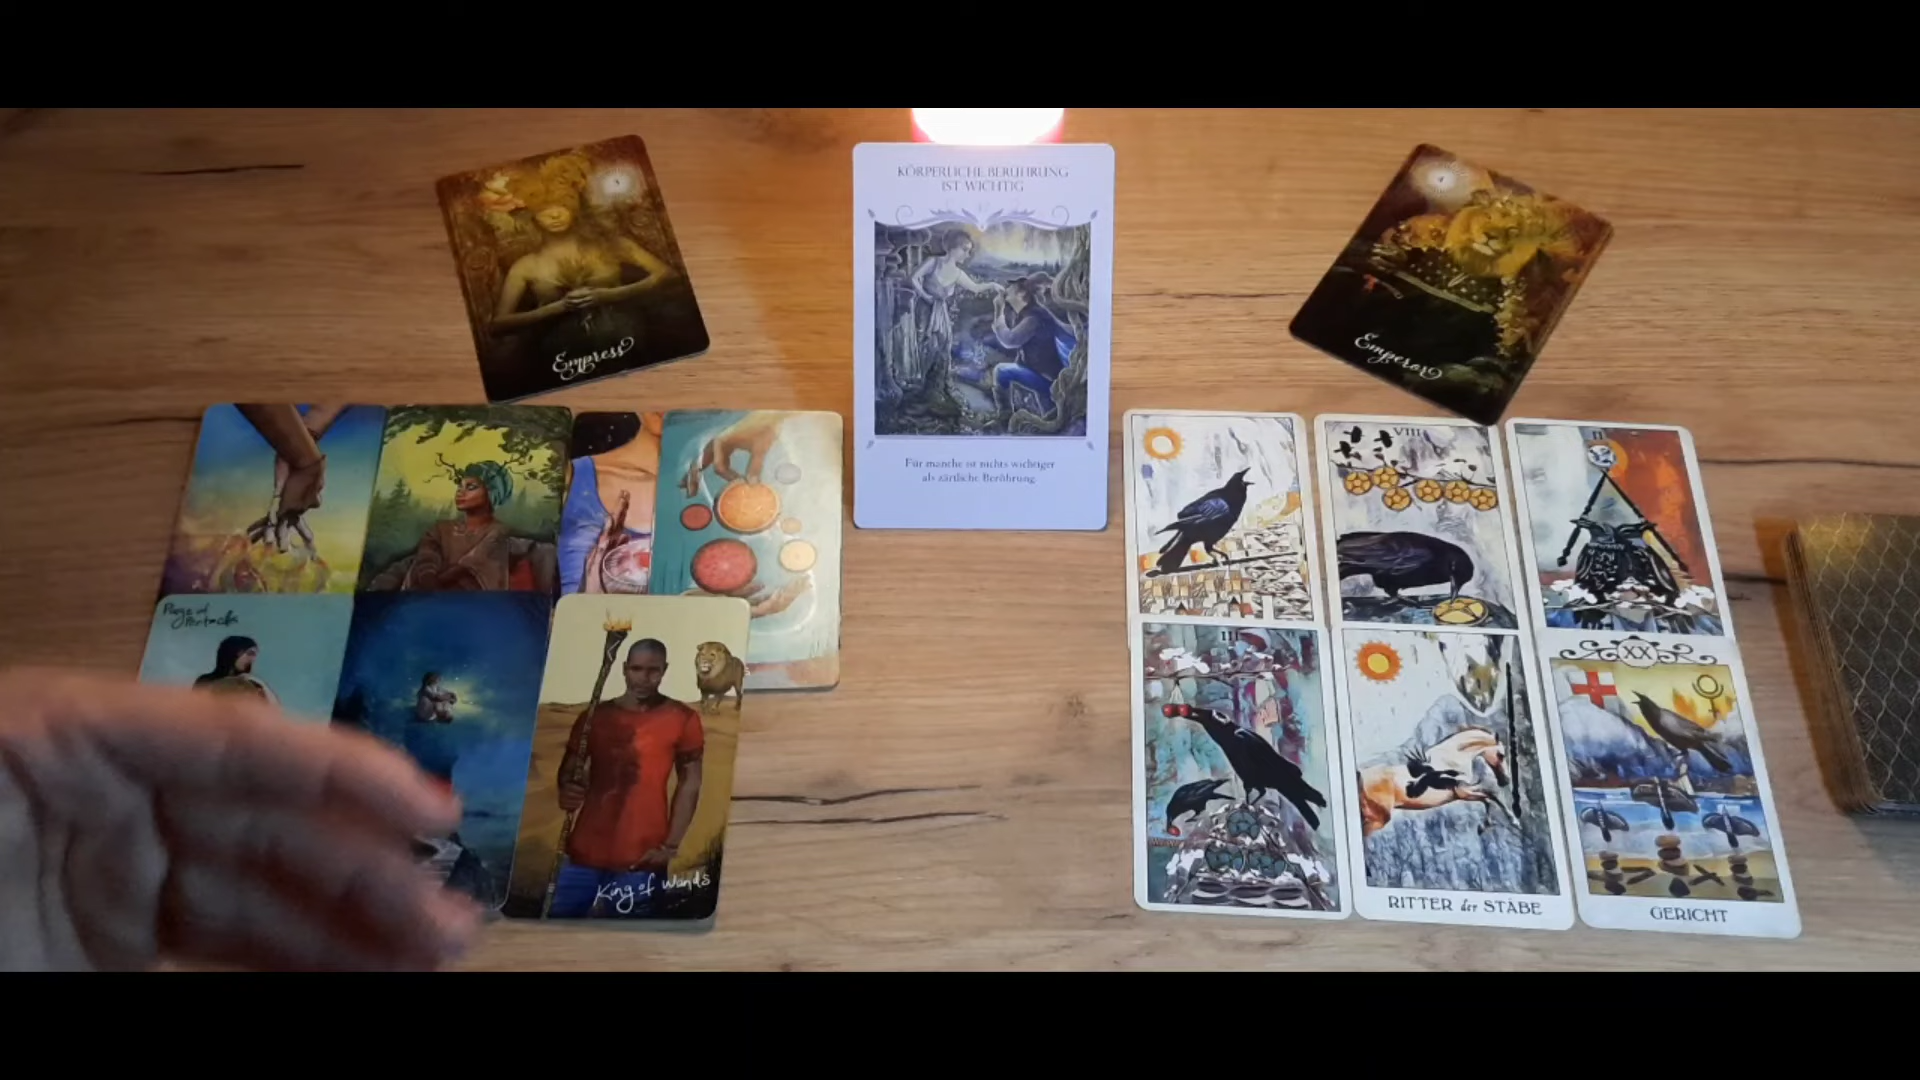 KÖRPERLICHE BERÜHRUNG
IST WICHTIG
Für manche ist nichts wichtiger
als zärtliche Berührung.
Empress
Emperor
VIII
II
Page of
Pentacles
King of Wands
III
RITTER der STÄBE
XX
GERICHT